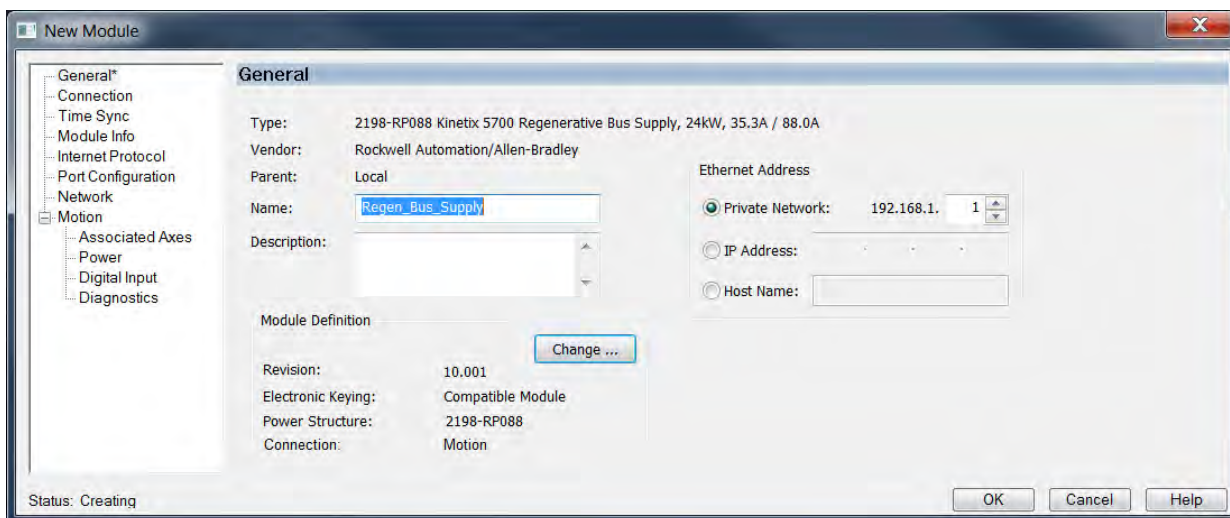 New Module
General*
Connection
Time Sync
Module Info
Internet Protocol
Port Configuration
Network
Motion
Associated Axes
Power
Digital Input
Diagnostics
General
Type: 2198-RP088 Kinetix 5700 Regenerative Bus Supply, 24kW, 35.3A / 88.0A
Vendor: Rockwell Automation/Allen-Bradley
Parent: Local
Name: Regen_Bus_Supply
Description:
Ethernet Address
Private Network: 192.168.1. 1
IP Address: . . .
Host Name:
Module Definition
Change ...
Revision: 10.001
Electronic Keying: Compatible Module
Power Structure: 2198-RP088
Connection: Motion
Status: Creating
OK Cancel Help